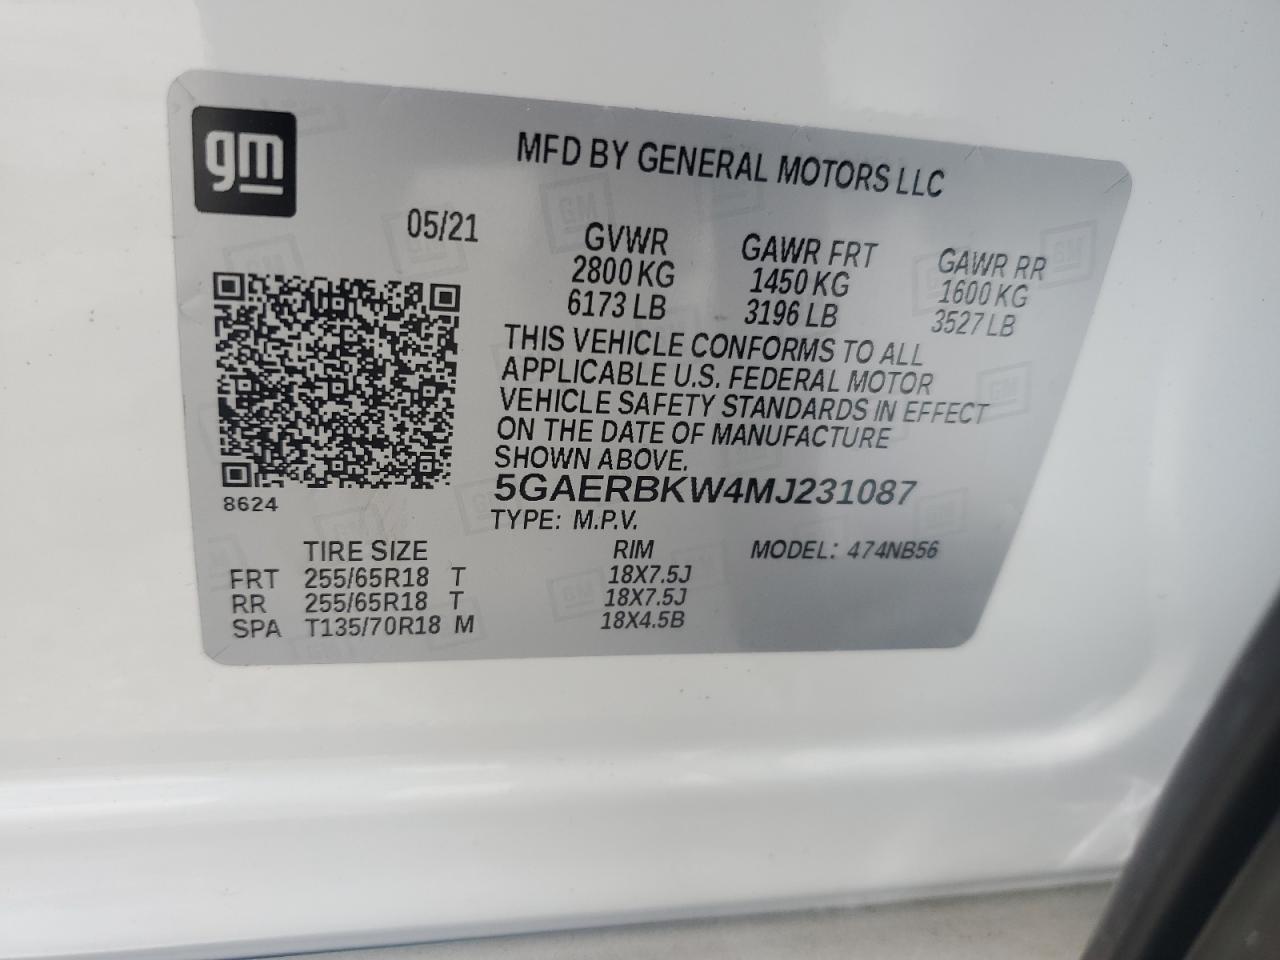 gm
MFD BY GENERAL MOTORS LLC
05/21
GVWR GAWR FRT GAWR RR
2800 KG 1450 KG 1600 KG
6173 LB 3196 LB 3527 LB
THIS VEHICLE CONFORMS TO ALL
APPLICABLE U.S. FEDERAL MOTOR
VEHICLE SAFETY STANDARDS IN EFFECT
ON THE DATE OF MANUFACTURE
SHOWN ABOVE.
8624
5GAERBKW4MJ231087
TYPE: M.P.V.
TIRE SIZE RIM MODEL: 474NB56
FRT 255/65R18 T 18X7.5J
RR 255/65R18 T 18X7.5J
SPA T135/70R18 M 18X4.5B